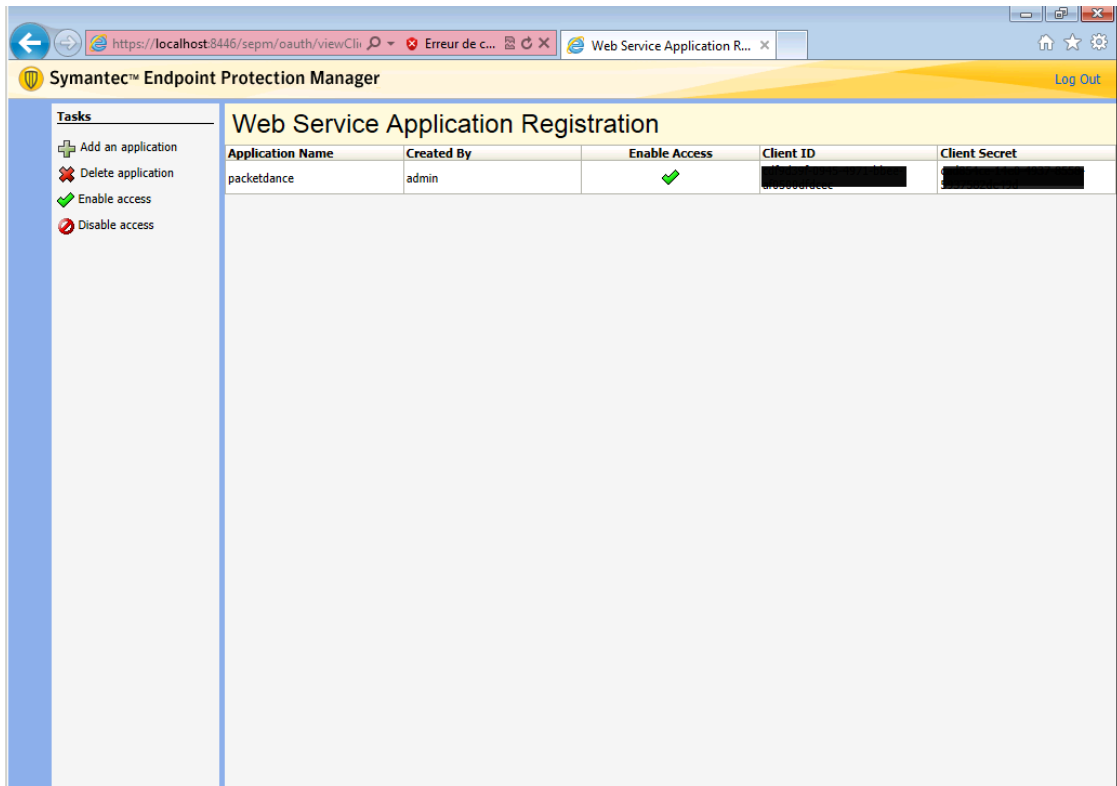 https://localhost:8446/sepm/oauth/viewCli
Erreur de c...
Web Service Application R...
Symantec™ Endpoint Protection Manager
Log Out
Tasks
Add an application
Delete application
Enable access
Disable access
Web Service Application Registration
Application Name Created By Enable Access Client ID Client Secret
packetdance admin